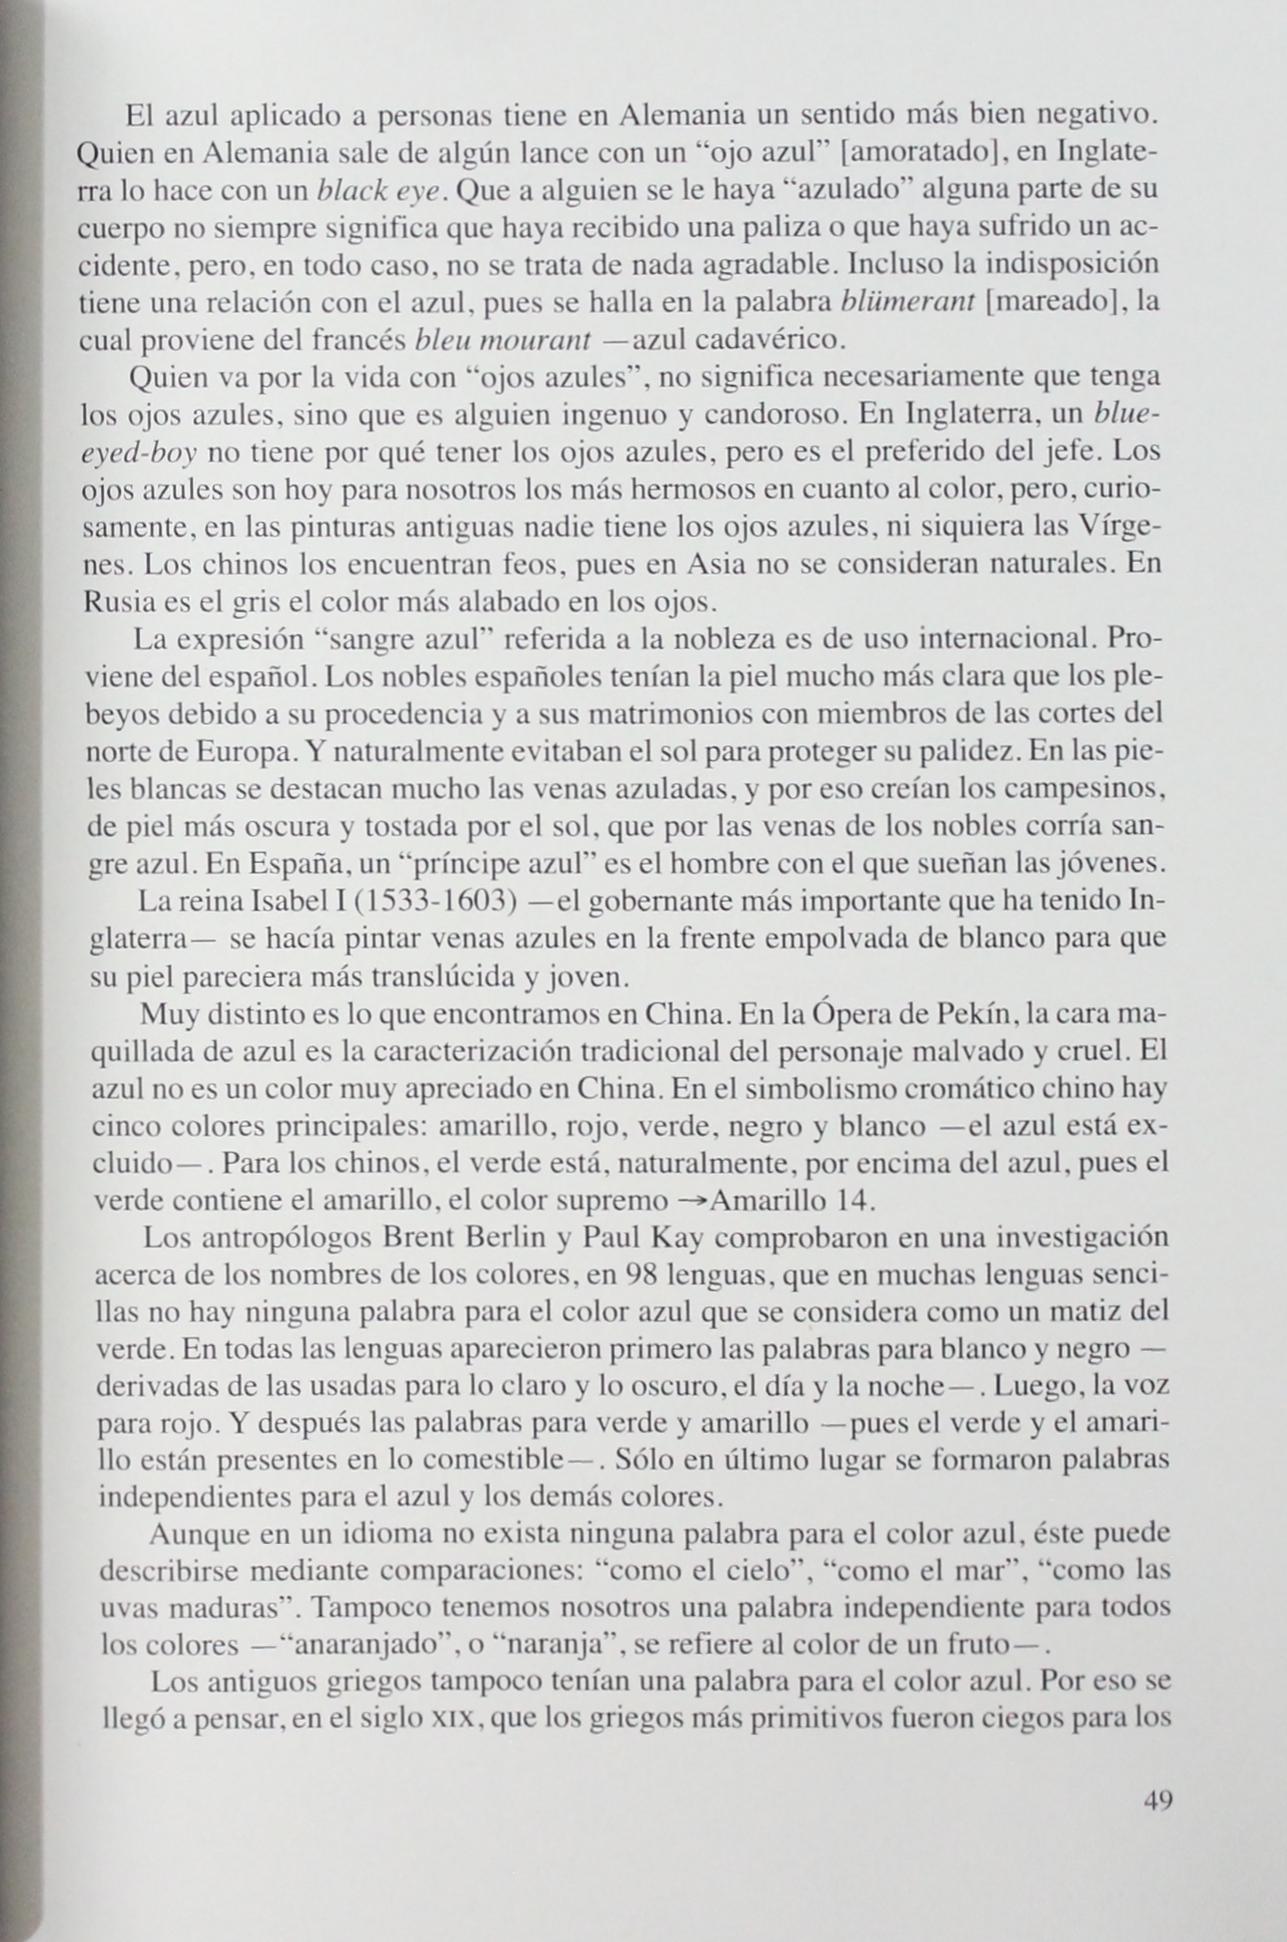 El azul aplicado a personas tiene en Alemania un sentido más bien negativo.
Quien en Alemania sale de algún lance con un “ojo azul” [amoratado], en Inglate-
rra lo hace con un black eye. Que a alguien se le haya “azulado” alguna parte de su
cuerpo no siempre significa que haya recibido una paliza o que haya sufrido un ac-
cidente, pero, en todo caso, no se trata de nada agradable. Incluso la indisposición
tiene una relación con el azul, pues se halla en la palabra blümerant [mareado], la
cual proviene del francés bleu mourant —azul cadavérico.
Quien va por la vida con “ojos azules”, no significa necesariamente que tenga
los ojos azules, sino que es alguien ingenuo y candoroso. En Inglaterra, un blue-
eyed-boy no tiene por qué tener los ojos azules, pero es el preferido del jefe. Los
ojos azules son hoy para nosotros los más hermosos en cuanto al color, pero, curio-
samente, en las pinturas antiguas nadie tiene los ojos azules, ni siquiera las Vírge-
nes. Los chinos los encuentran feos, pues en Asia no se consideran naturales. En
Rusia es el gris el color más alabado en los ojos.
La expresión “sangre azul” referida a la nobleza es de uso internacional. Pro-
viene del español. Los nobles españoles tenían la piel mucho más clara que los ple-
beyos debido a su procedencia y a sus matrimonios con miembros de las cortes del
norte de Europa. Y naturalmente evitaban el sol para proteger su palidez. En las pie-
les blancas se destacan mucho las venas azuladas, y por eso creían los campesinos,
de piel más oscura y tostada por el sol, que por las venas de los nobles corría san-
gre azul. En España, un “príncipe azul” es el hombre con el que sueñan las jóvenes.
La reina Isabel I (1533-1603) —el gobernante más importante que ha tenido In-
glaterra— se hacía pintar venas azules en la frente empolvada de blanco para que
su piel pareciera más translúcida y joven.
Muy distinto es lo que encontramos en China. En la Ópera de Pekín, la cara ma-
quillada de azul es la caracterización tradicional del personaje malvado y cruel. El
azul no es un color muy apreciado en China. En el simbolismo cromático chino hay
cinco colores principales: amarillo, rojo, verde, negro y blanco —el azul está ex-
cluido—. Para los chinos, el verde está, naturalmente, por encima del azul, pues el
verde contiene el amarillo, el color supremo →Amarillo 14.
Los antropólogos Brent Berlin y Paul Kay comprobaron en una investigación
acerca de los nombres de los colores, en 98 lenguas, que en muchas lenguas senci-
llas no hay ninguna palabra para el color azul que se considera como un matiz del
verde. En todas las lenguas aparecieron primero las palabras para blanco y negro —
derivadas de las usadas para lo claro y lo oscuro, el día y la noche—. Luego, la voz
para rojo. Y después las palabras para verde y amarillo —pues el verde y el amari-
llo están presentes en lo comestible—. Sólo en último lugar se formaron palabras
independientes para el azul y los demás colores.
Aunque en un idioma no exista ninguna palabra para el color azul, éste puede
describirse mediante comparaciones: “como el cielo”, “como el mar”, “como las
uvas maduras”. Tampoco tenemos nosotros una palabra independiente para todos
los colores —“anaranjado”, o “naranja”, se refiere al color de un fruto—.
Los antiguos griegos tampoco tenían una palabra para el color azul. Por eso se
llegó a pensar, en el siglo XIX, que los griegos más primitivos fueron ciegos para los
49